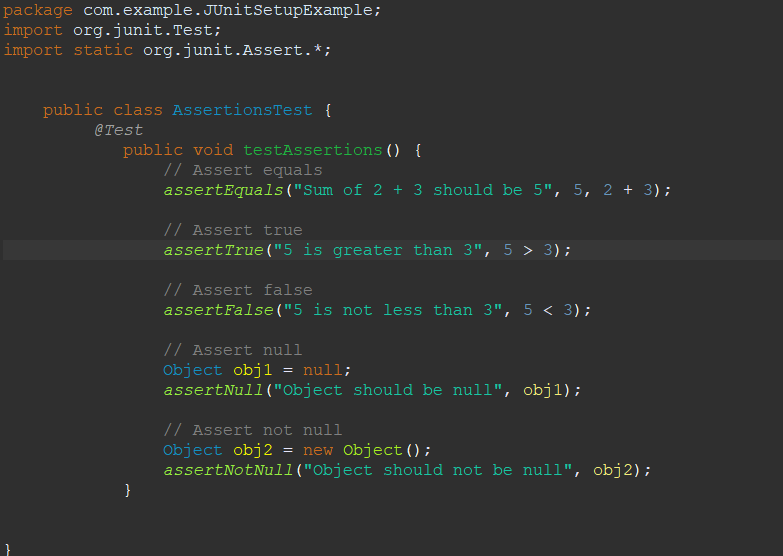 package com.example.JUnitSetupExample;
import org.junit.Test;
import static org.junit.Assert.*;
public class AssertionsTest {
@Test
public void testAssertions() {
// Assert equals
assertEquals("Sum of 2 + 3 should be 5", 5, 2 + 3);
// Assert true
assertTrue("5 is greater than 3", 5 > 3);
// Assert false
assertFalse("5 is not less than 3", 5 < 3);
// Assert null
Object obj1 = null;
assertNull("Object should be null", obj1);
// Assert not null
Object obj2 = new Object();
assertNotNull("Object should not be null", obj2);
}
}